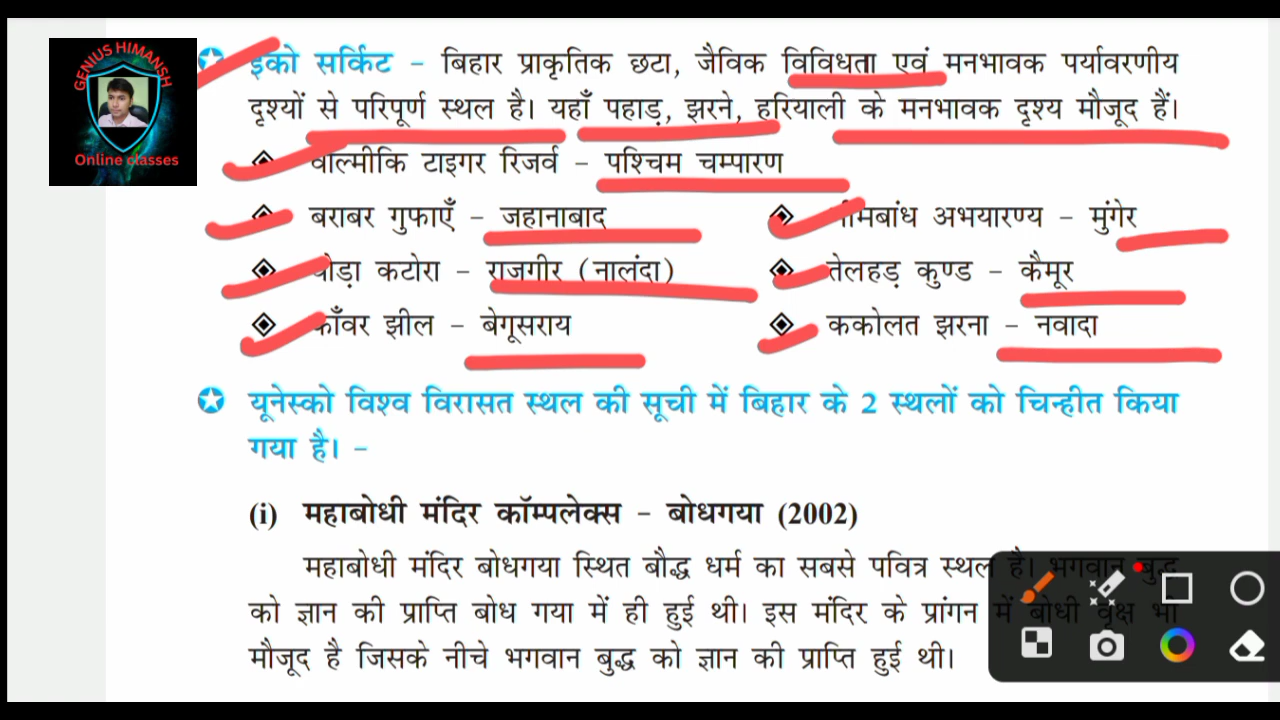 GENIUS HIMANSH
Online classes
इको सर्किट - बिहार प्राकृतिक छटा, जैविक विविधता एवं मनभावक पर्यावरणीय
दृश्यों से परिपूर्ण स्थल है। यहाँ पहाड़, झरने, हरियाली के मनभावक दृश्य मौजूद हैं।
वाल्मीकि टाइगर रिजर्व - पश्चिम चम्पारण
बराबर गुफाएँ - जहानाबाद
भीमबांध अभयारण्य - मुंगेर
घोड़ा कटोरा - राजगीर (नालंदा)
तेलहड़ कुण्ड - कैमूर
काँवर झील - बेगूसराय
ककोलत झरना - नवादा
यूनेस्को विश्व विरासत स्थल की सूची में बिहार के 2 स्थलों को चिन्हीत किया
गया है। -
(i) महाबोधी मंदिर कॉम्पलेक्स - बोधगया (2002)
महाबोधी मंदिर बोधगया स्थित बौद्ध धर्म का सबसे पवित्र स्थल है। भगवान बुद्ध
को ज्ञान की प्राप्ति बोध गया में ही हुई थी। इस मंदिर के प्रांगन में बोधी वृक्ष भी
मौजूद है जिसके नीचे भगवान बुद्ध को ज्ञान की प्राप्ति हुई थी।